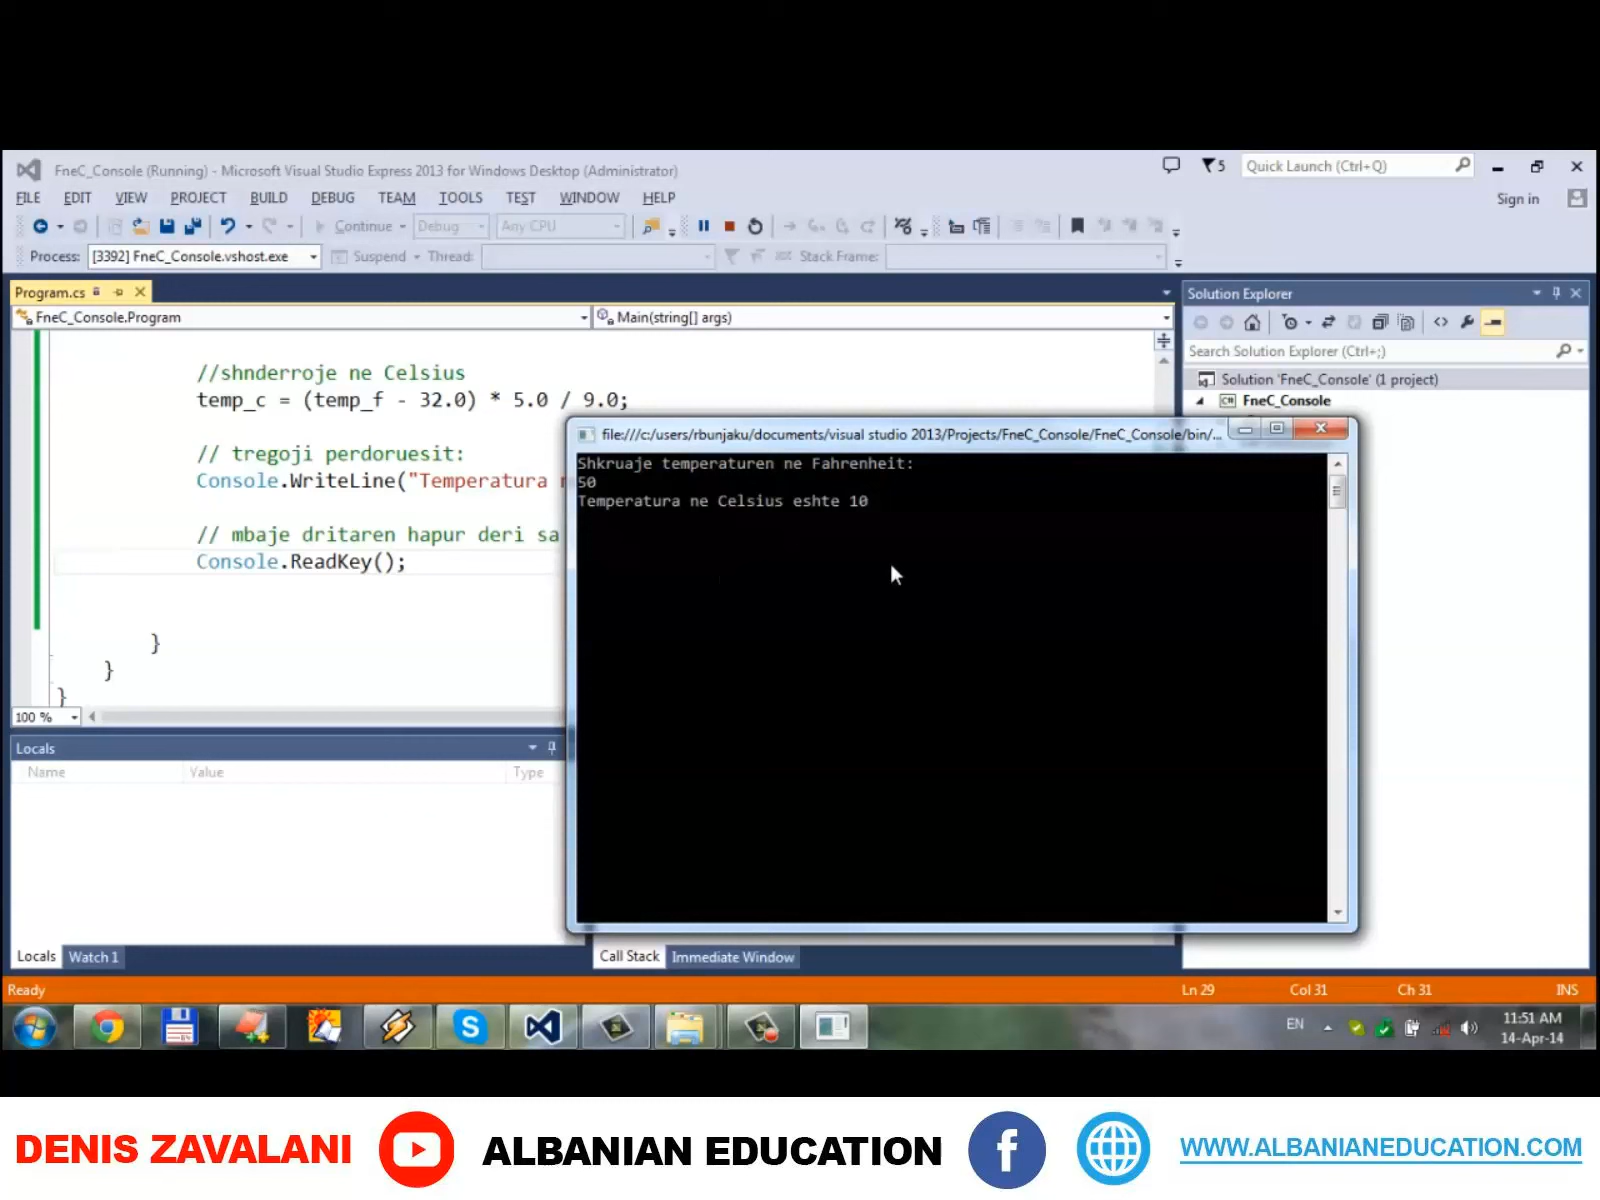 FneC_Console (Running) - Microsoft Visual Studio Express 2013 for Windows Desktop (Administrator)
5
Quick Launch (Ctrl+Q)
FILE EDIT VIEW PROJECT BUILD DEBUG TEAM TOOLS TEST WINDOW HELP
Sign in
Continue Debug Any CPU
Process: [3392] FneC_Console.vshost.exe Suspend Thread: Stack Frame:
Program.cs
FneC_Console.Program
Main(string[] args)
//shnderroje ne Celsius
temp_c = (temp_f - 32.0) * 5.0 / 9.0;
// tregoji perdoruesit:
Console.WriteLine("Temperatura
// mbaje dritaren hapur deri sa
Console.ReadKey();
}
}
}
100 %
Solution Explorer
Search Solution Explorer (Ctrl+;)
Solution 'FneC_Console' (1 project)
C# FneC_Console
file:///c:/users/rbunjaku/documents/visual studio 2013/Projects/FneC_Console/FneC_Console/bin/...
Shkruaje temperaturen ne Fahrenheit:
50
Temperatura ne Celsius eshte 10
Locals
Name Value Type
Locals Watch 1
Call Stack Immediate Window
Ready
Ln 29 Col 31 Ch 31 INS
EN
11:51 AM
14-Apr-14
DENIS ZAVALANI
ALBANIAN EDUCATION
WWW.ALBANIANEDUCATION.COM